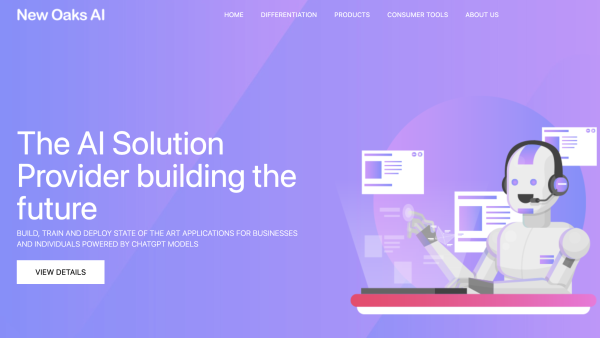 New Oaks AI
HOME DIFFERENTIATION PRODUCTS CONSUMER TOOLS ABOUT US
The AI Solution
Provider building the
future
BUILD, TRAIN AND DEPLOY STATE OF THE ART APPLICATIONS FOR BUSINESSES
AND INDIVIDUALS POWERED BY CHATGPT MODELS
VIEW DETAILS